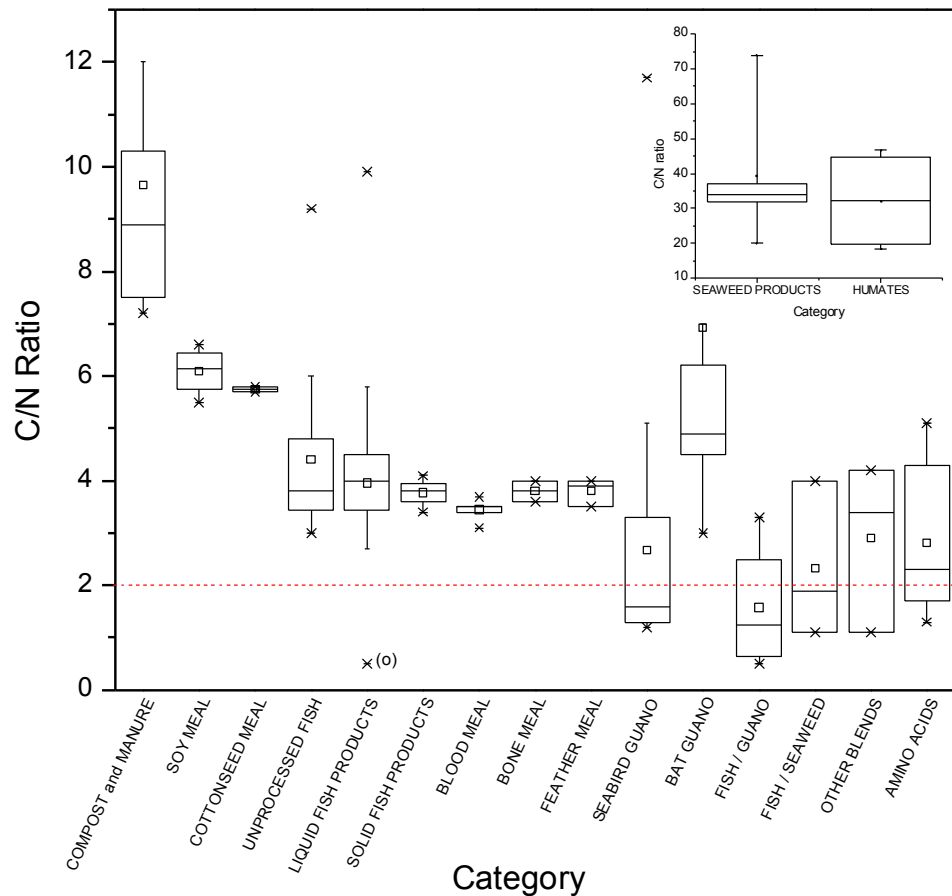 C/N Ratio
12
10
8
6
4
2
0
(o)
COMPOST and MANURE
SOY MEAL
COTTONSEED MEAL
UNPROCESSED FISH
LIQUID FISH PRODUCTS
SOLID FISH PRODUCTS
BLOOD MEAL
BONE MEAL
FEATHER MEAL
SEABIRD GUANO
BAT GUANO
FISH / GUANO
FISH / SEAWEED
OTHER BLENDS
AMINO ACIDS
Category
C/N ratio
80
70
60
50
40
30
20
10
SEAWEED PRODUCTS
HUMATES
Category